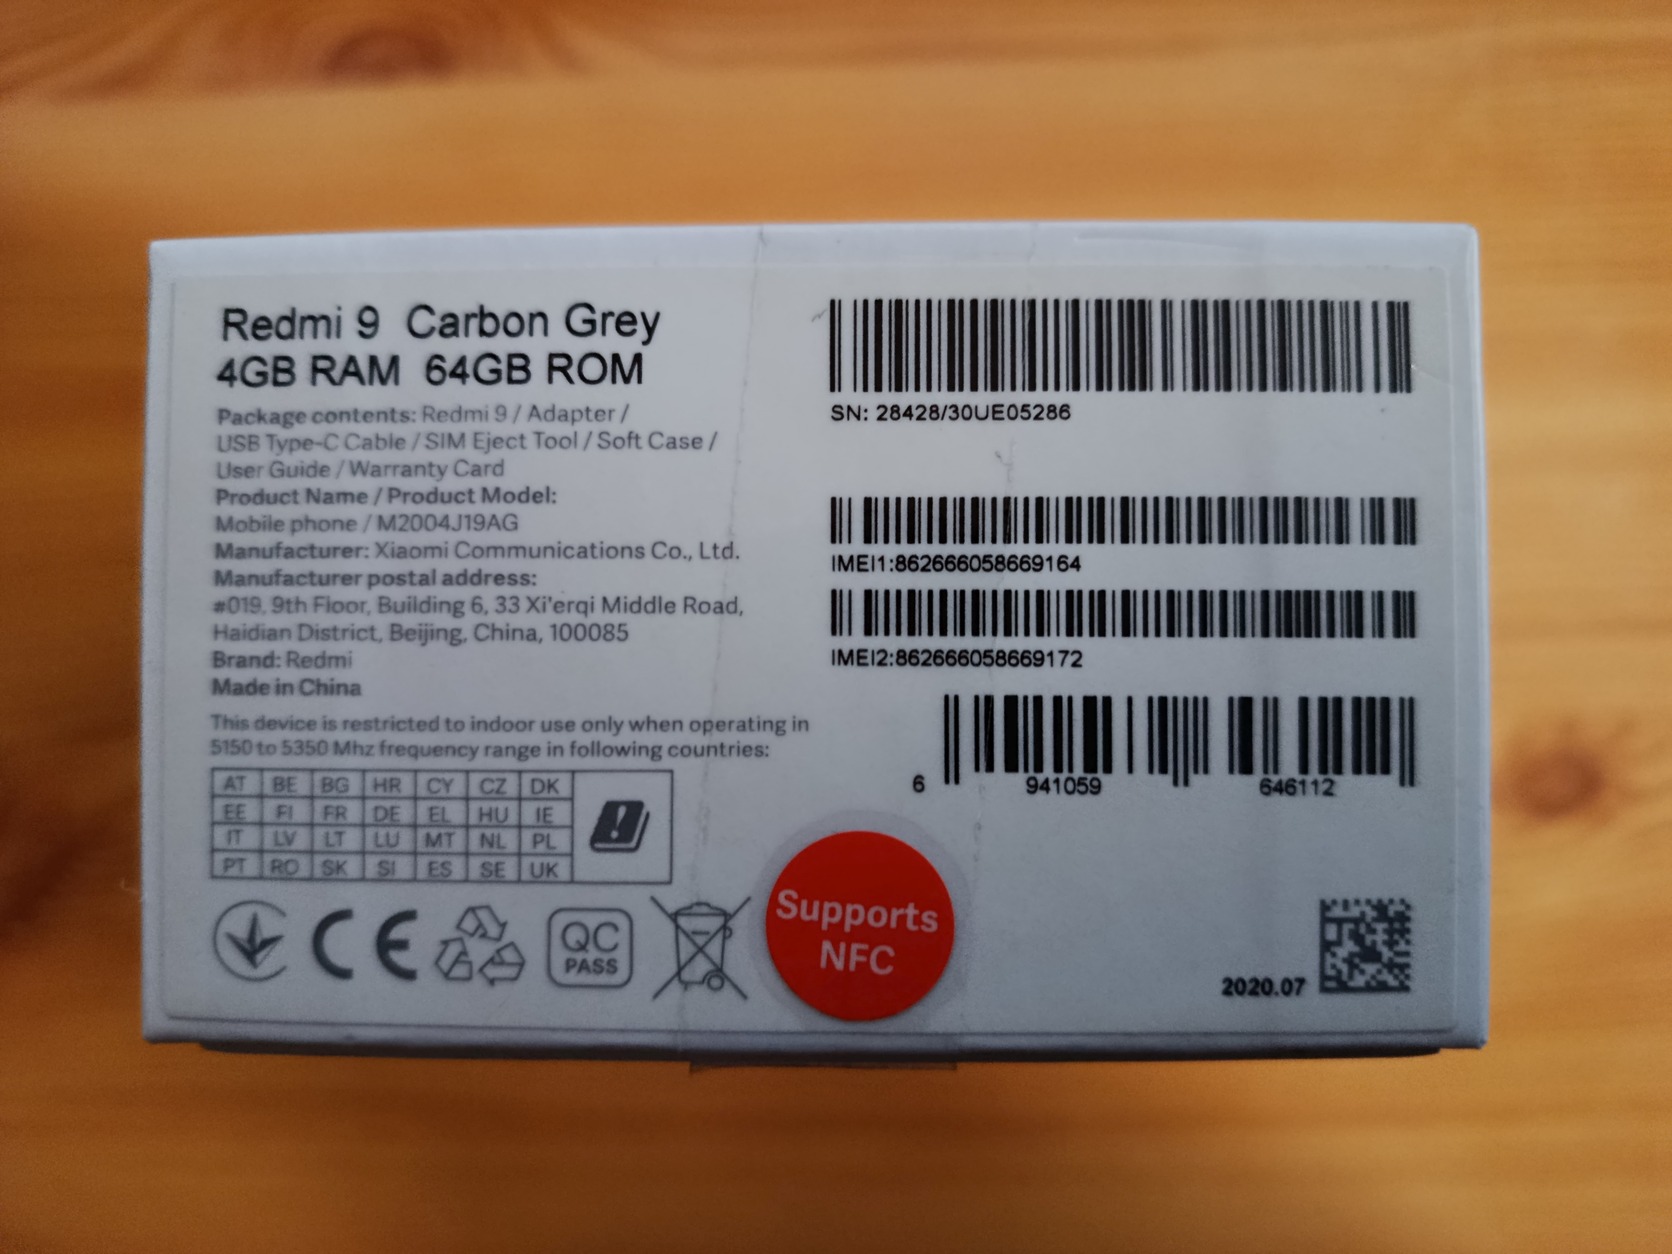 Redmi 9 Carbon Grey
4GB RAM 64GB ROM
Package contents: Redmi 9 / Adapter /
USB Type-C Cable / SIM Eject Tool / Soft Case /
User Guide / Warranty Card
Product Name / Product Model:
Mobile phone / M2004J19AG
Manufacturer: Xiaomi Communications Co., Ltd.
Manufacturer postal address:
#019, 9th Floor, Building 6, 33 Xi'erqi Middle Road,
Haidian District, Beijing, China, 100085
Brand: Redmi
Made in China
This device is restricted to indoor use only when operating in
5150 to 5350 Mhz frequency range in following countries:
AT BE BG HR CY CZ DK
EE FI FR DE EL HU IE
IT LV LT LU MT NL PL
PT RO SK SI ES SE UK
CE
QC
PASS
SN: 28428/30UE05286
IMEI1:862666058669164
IMEI2:862666058669172
6 941059 646112
Supports
NFC
2020.07